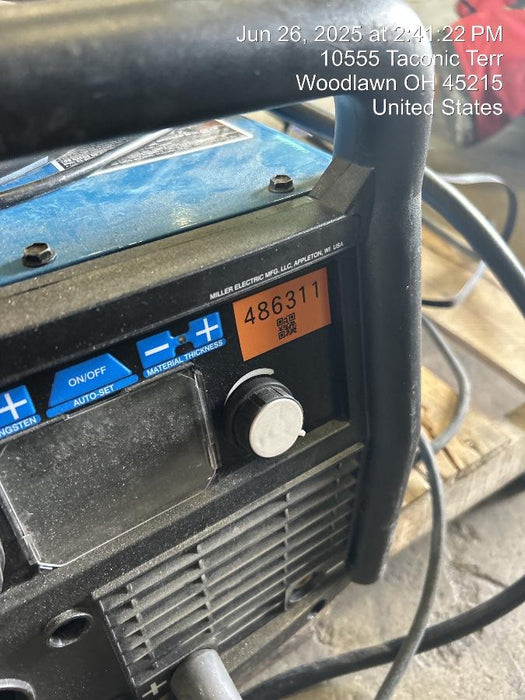 Jun 26, 2025 at 2:41:22 PM
10555 Taconic Terr
Woodlawn OH 45215
United States
MILLER ELECTRIC MFG. LLC, APPLETON, WI USA
486311
- +
MATERIAL THICKNESS
ON/OFF
AUTO-SET
+
NGSTEN
+